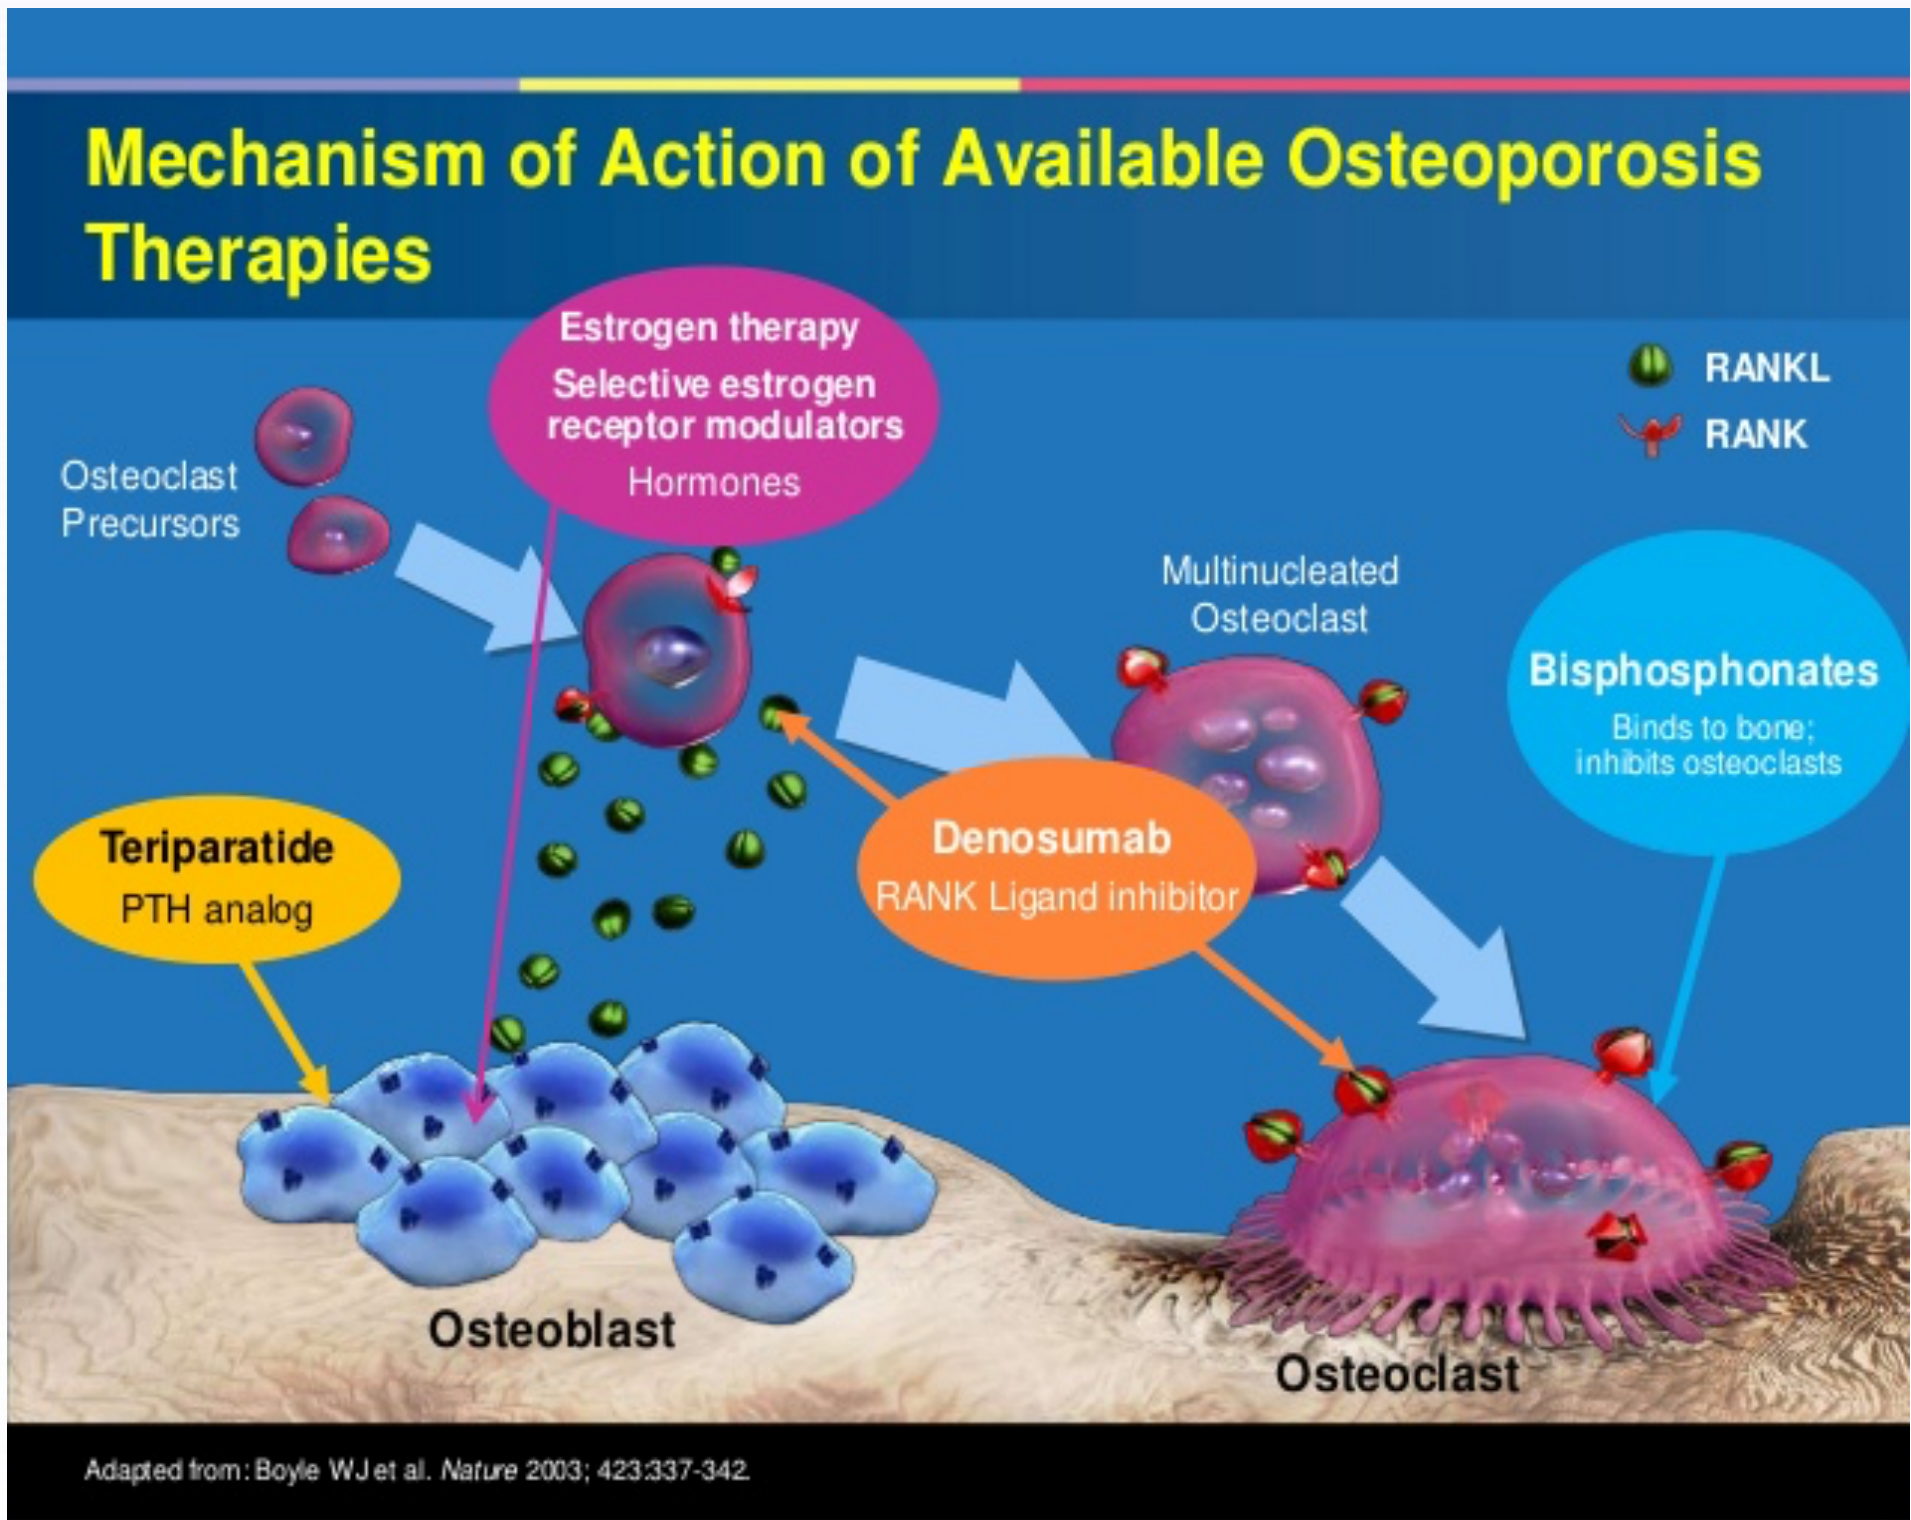 Mechanism of Action of Available Osteoporosis
Therapies
Estrogen therapy
Selective estrogen
receptor modulators
Hormones
RANKL
RANK
Osteoclast
Precursors
Multinucleated
Osteoclast
Bisphosphonates
Binds to bone;
inhibits osteoclasts
Teriparatide
PTH analog
Denosumab
RANK Ligand inhibitor
Osteoblast
Osteoclast
Adapted from: Boyle WJ et al. Nature 2003; 423:337-342.